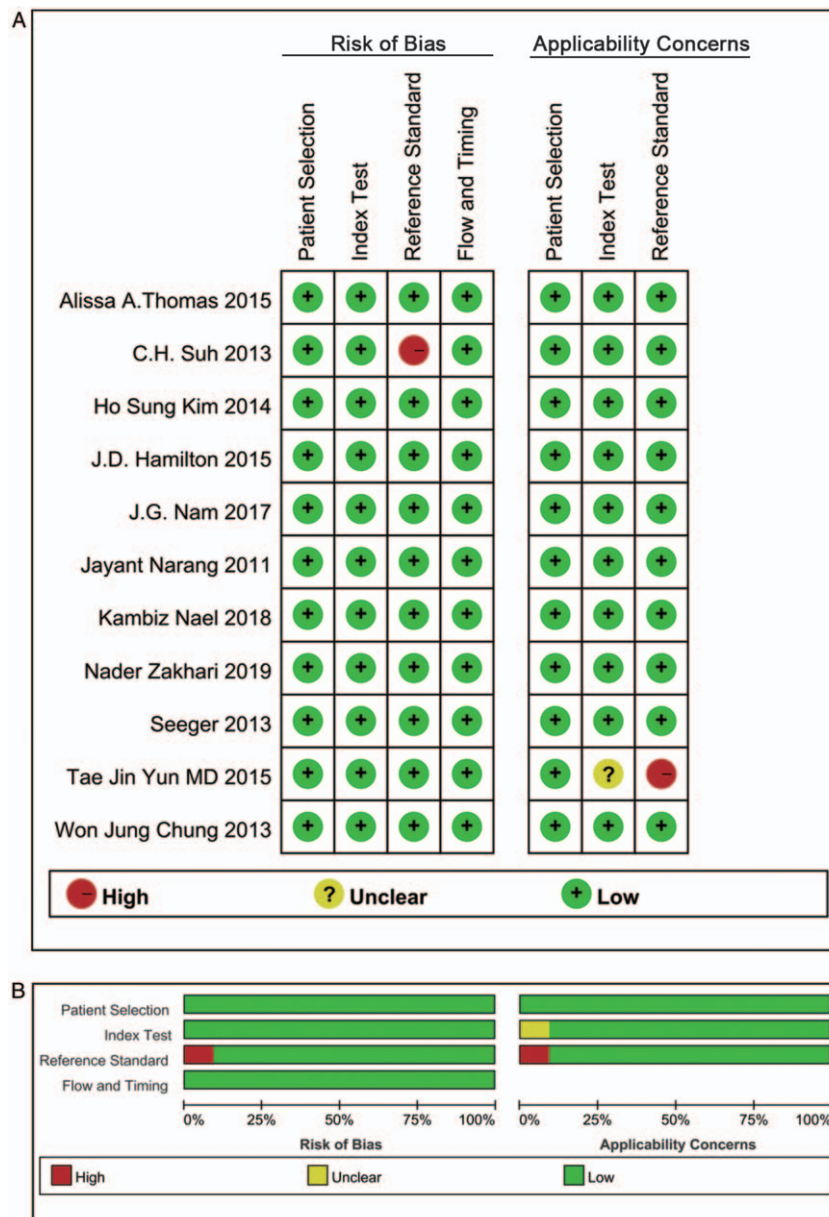 A
Risk of Bias
Applicability Concerns
Patient Selection
Index Test
Reference Standard
Flow and Timing
Patient Selection
Index Test
Reference Standard
Alissa A.Thomas 2015 + + + + + + +
C.H. Suh 2013 + + - + + + +
Ho Sung Kim 2014 + + + + + + +
J.D. Hamilton 2015 + + + + + + +
J.G. Nam 2017 + + + + + + +
Jayant Narang 2011 + + + + + + +
Kambiz Nael 2018 + + + + + + +
Nader Zakhari 2019 + + + + + + +
Seeger 2013 + + + + + + +
Tae Jin Yun MD 2015 + + + + + ? -
Won Jung Chung 2013 + + + + + + +
- High ? Unclear + Low
B
Patient Selection
Index Test
Reference Standard
Flow and Timing
0% 25% 50% 75% 100% 0% 25% 50% 75% 100%
Risk of Bias Applicability Concerns
High Unclear Low